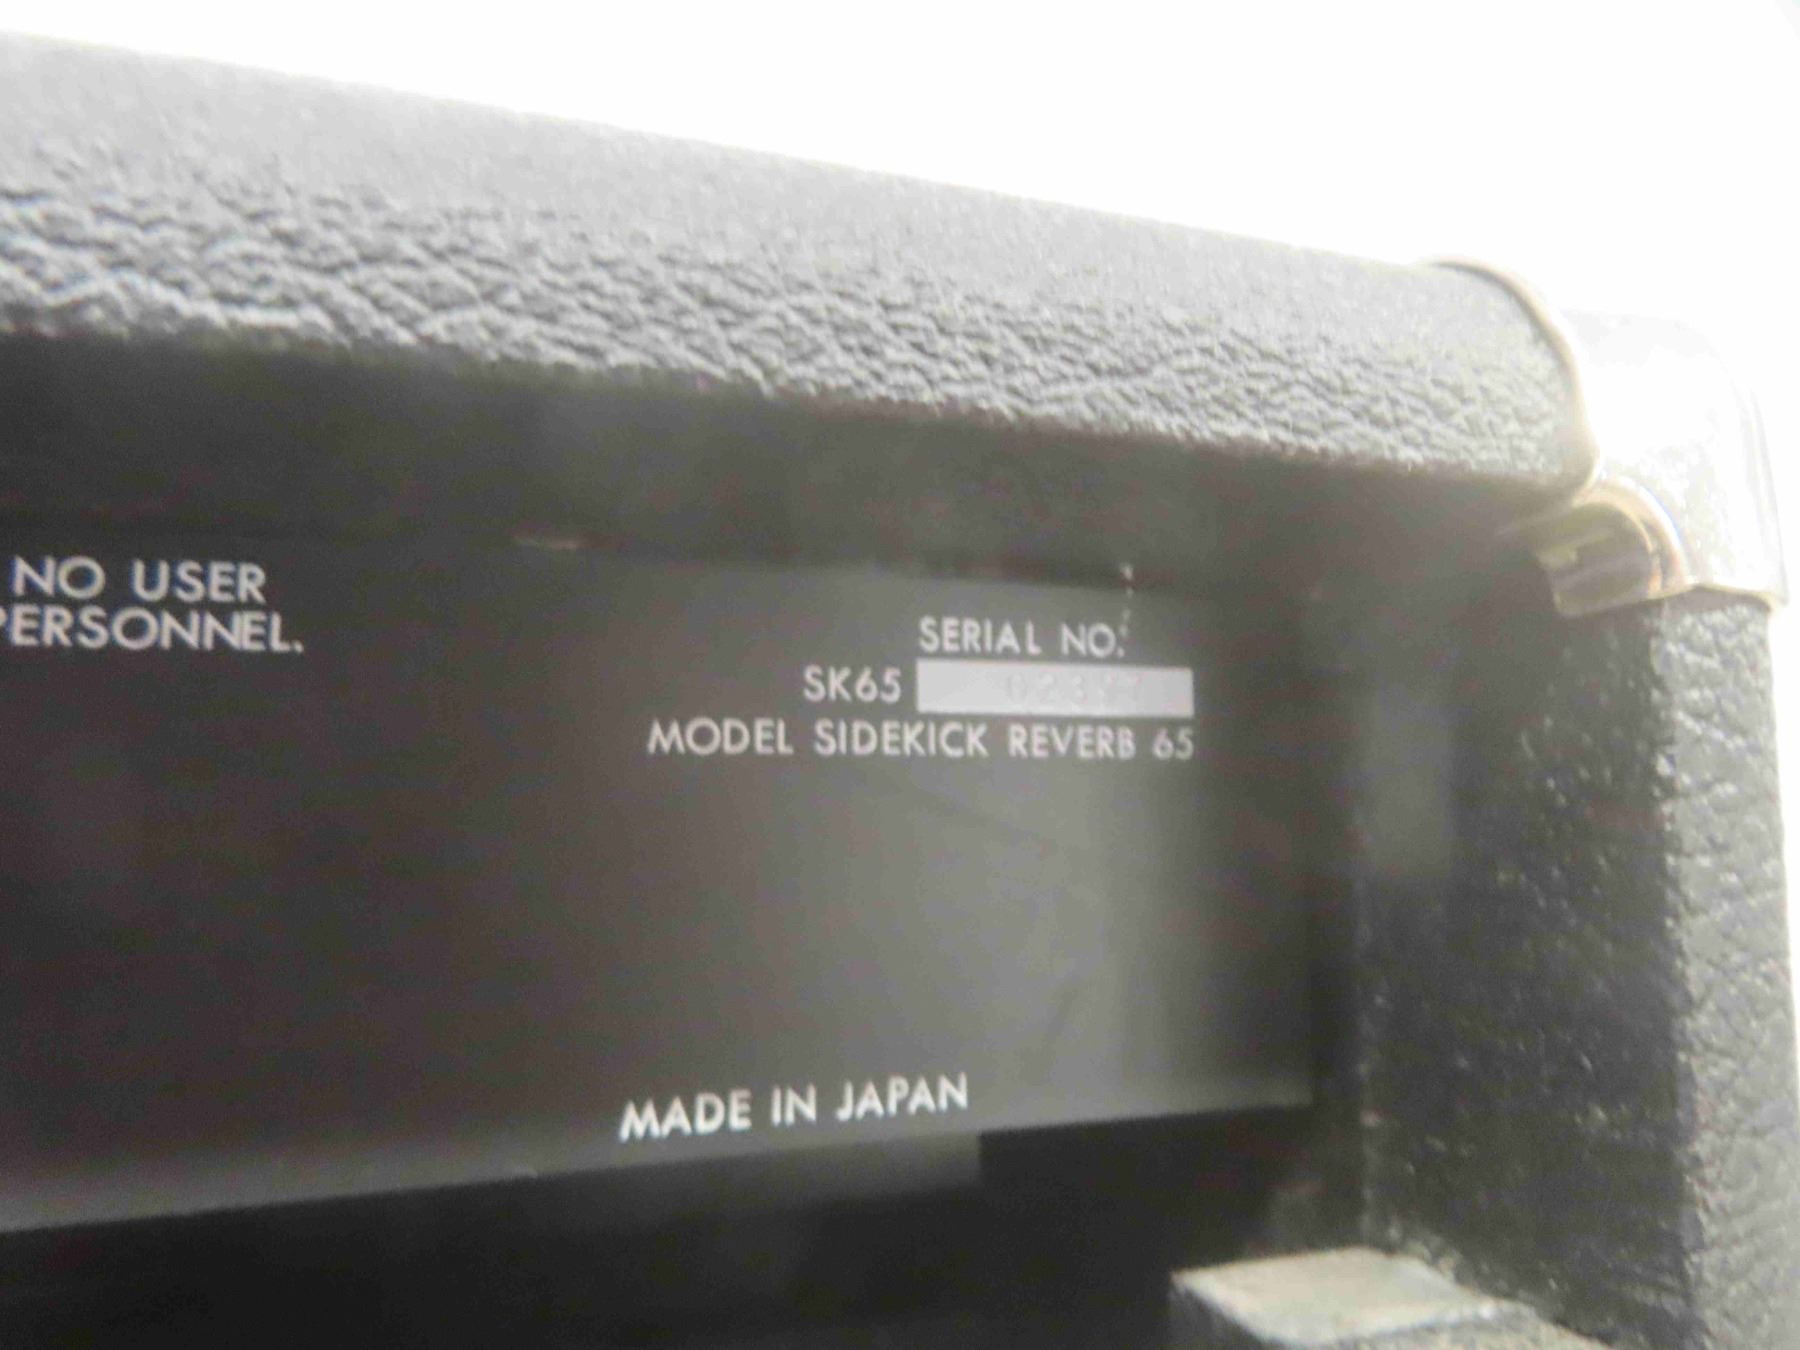 NO USER
PERSONNEL.
SERIAL NO.
SK65
MODEL SIDEKICK REVERB 65
MADE IN JAPAN